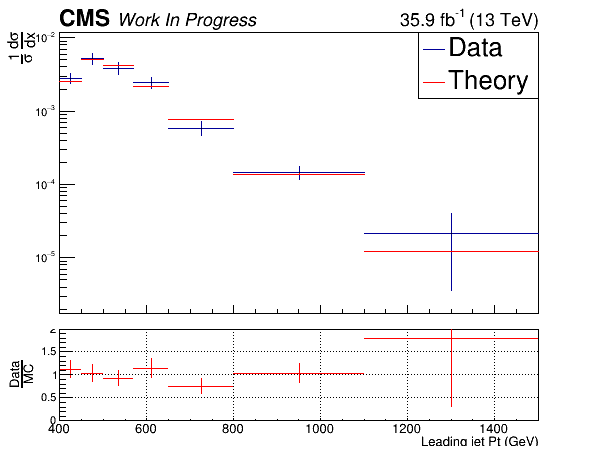 CMS Work In Progress 35.9 fb⁻¹ (13 TeV)
1/σ dσ/dx
Data
Theory
10⁻²
10⁻³
10⁻⁴
10⁻⁵
Data/MC
2
1.5
1
0.5
0
400 600 800 1000 1200 1400
Leading jet Pt (GeV)